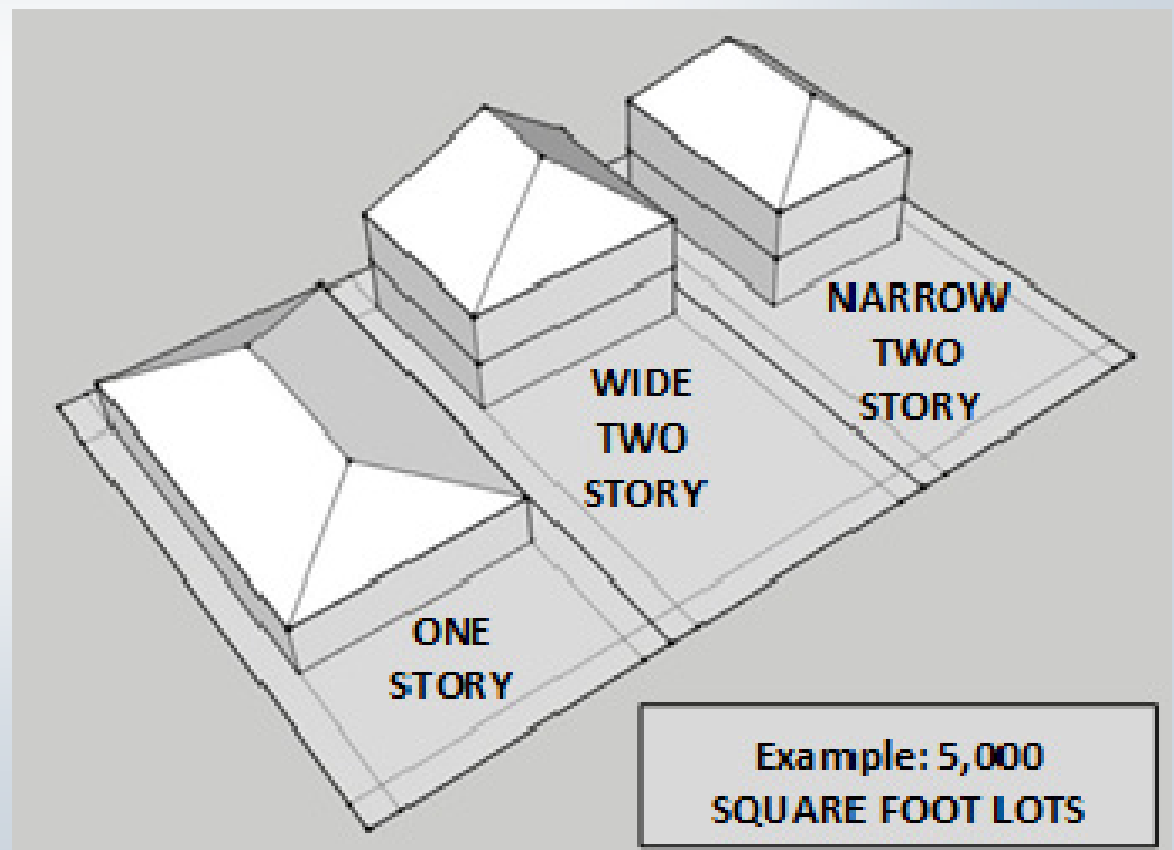 NARROW
TWO
STORY
WIDE
TWO
STORY
ONE
STORY
Example: 5,000
SQUARE FOOT LOTS